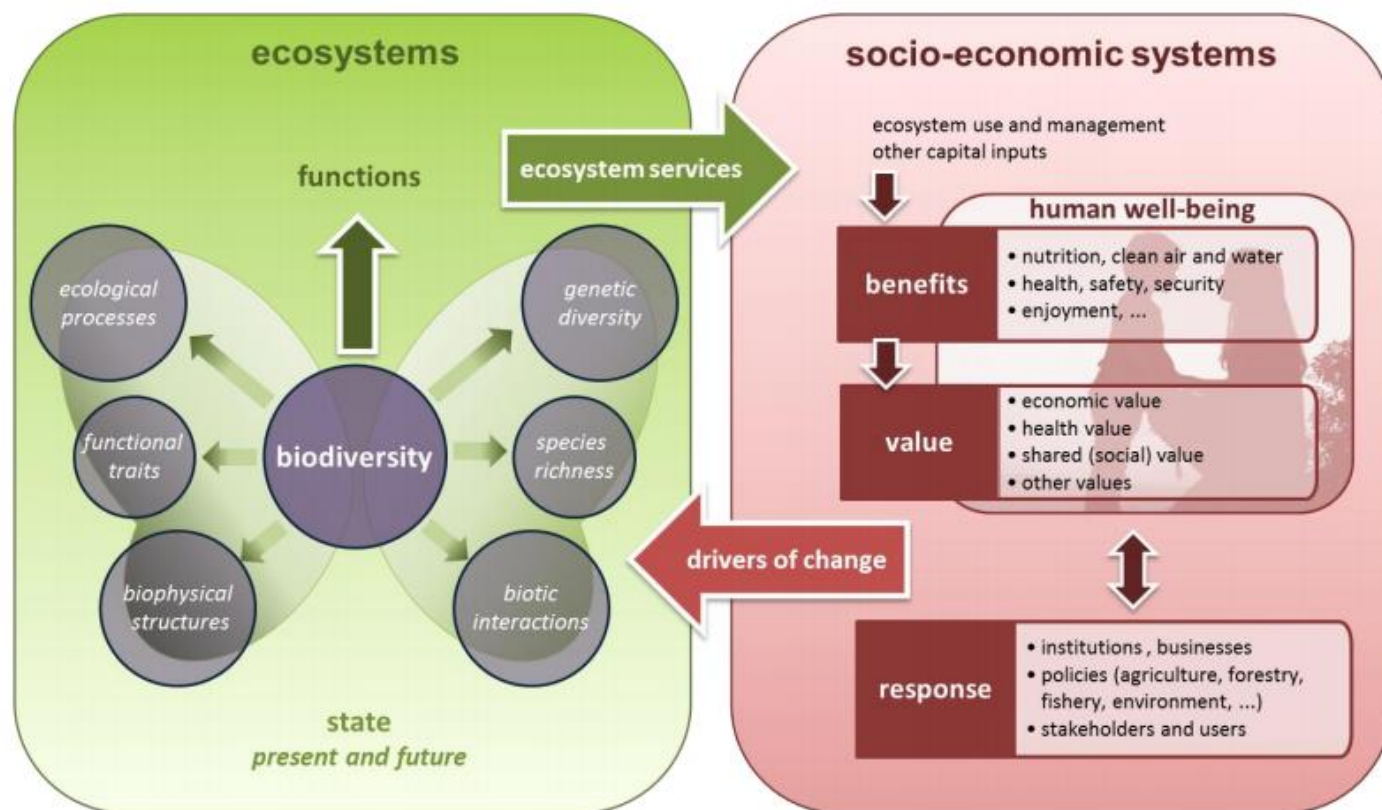 ecosystems
functions
ecological
processes
genetic
diversity
functional
traits
biodiversity
species
richness
biophysical
structures
biotic
interactions
state
present and future
ecosystem services
drivers of change
socio-economic systems
ecosystem use and management
other capital inputs
human well-being
benefits
• nutrition, clean air and water
• health, safety, security
• enjoyment, ...
value
• economic value
• health value
• shared (social) value
• other values
response
• institutions , businesses
• policies (agriculture, forestry,
fishery, environment, ...)
• stakeholders and users